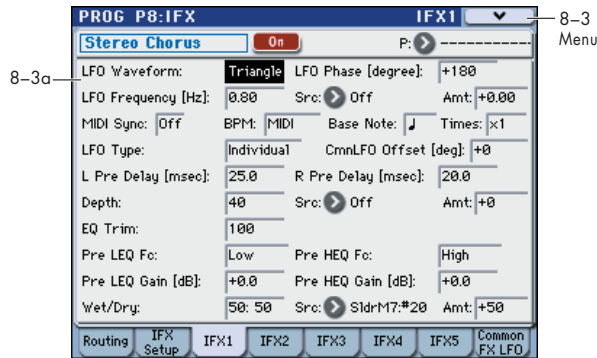 PROG P8:IFX IFX1
8–3
Menu
Stereo Chorus On P: ------------
8–3a
LFO Waveform: Triangle LFO Phase [degree]: +180
LFO Frequency [Hz]: 0.80 Src: Off Amt: +0.00
MIDI Sync: Off BPM: MIDI Base Note: ♩ Times: x1
LFO Type: Individual CmnLFO Offset [deg]: +0
L Pre Delay [msec]: 25.0 R Pre Delay [msec]: 20.0
Depth: 40 Src: Off Amt: +0
EQ Trim: 100
Pre LEQ Fc: Low Pre HEQ Fc: High
Pre LEQ Gain [dB]: +0.0 Pre HEQ Gain [dB]: +0.0
Wet/Dry: 50: 50 Src: SldrM7:#20 Amt: +50
Routing IFX Setup IFX1 IFX2 IFX3 IFX4 IFX5 Common FX LFO